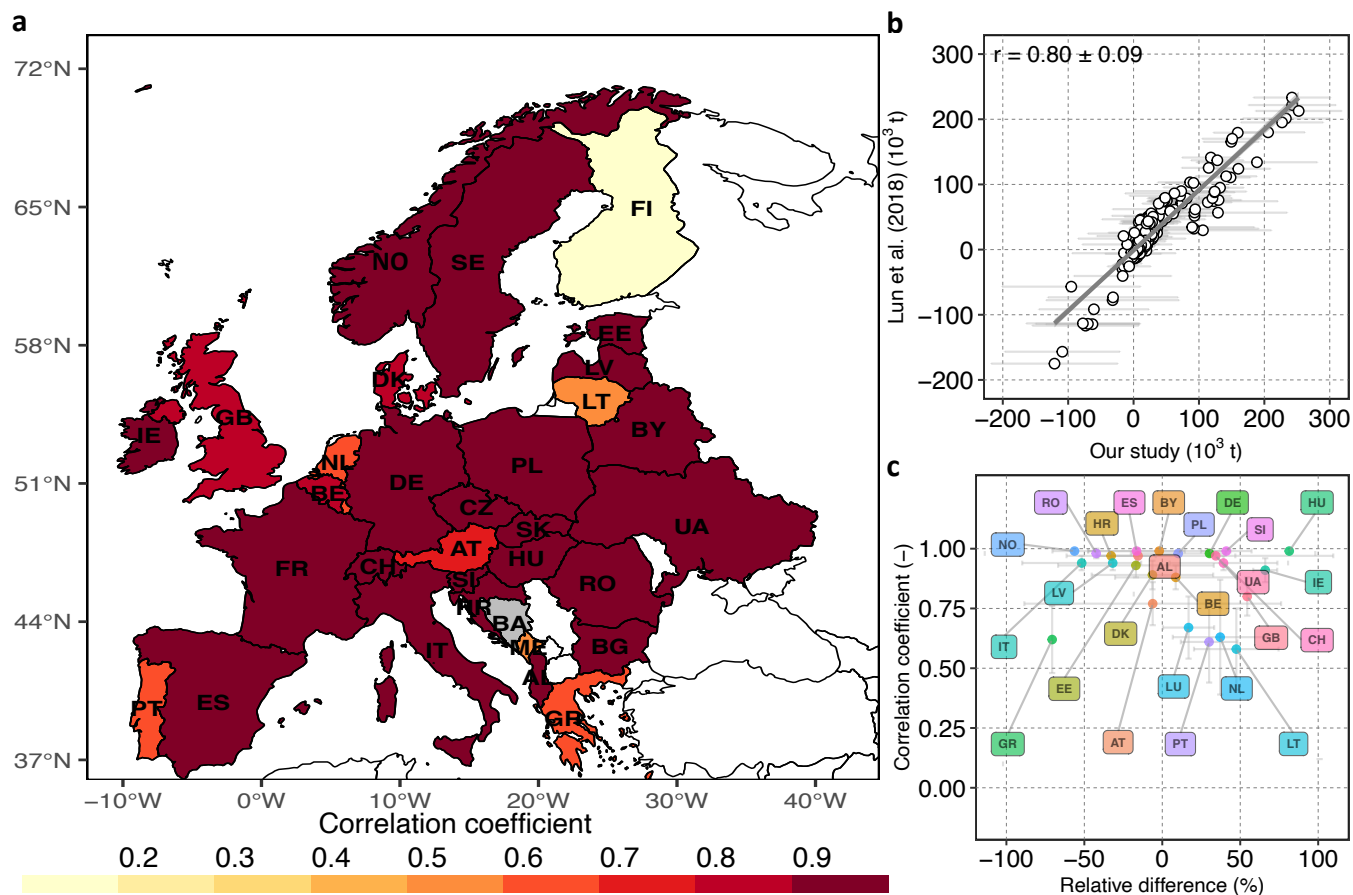 a
72°N
65°N
58°N
51°N
44°N
37°N
FI
NO
SE
EE
LV
DK
LT
GB
IE
BY
NL
PL
BE
DE
CZ
UA
SK
AT
FR
CH
HU
SI
RO
HR
BA
IT
ME
BG
AL
PT
ES
GR
−10°W
0°W
10°W
20°W
30°W
40°W
Correlation coefficient
0.2 0.3 0.4 0.5 0.6 0.7 0.8 0.9
b
r = 0.80 ± 0.09
Lun et al. (2018) (10³ t)
300
200
100
0
−100
−200
−200 −100 0 100 200 300
Our study (10³ t)
c
Correlation coefficient (−)
1.00
0.75
0.50
0.25
0.00
RO ES BY DE HU
HR PL SI
NO
AL
LV UA IE
BE
IT DK GB CH
EE LU NL
GR AT PT LT
−100 −50 0 50 100
Relative difference (%)